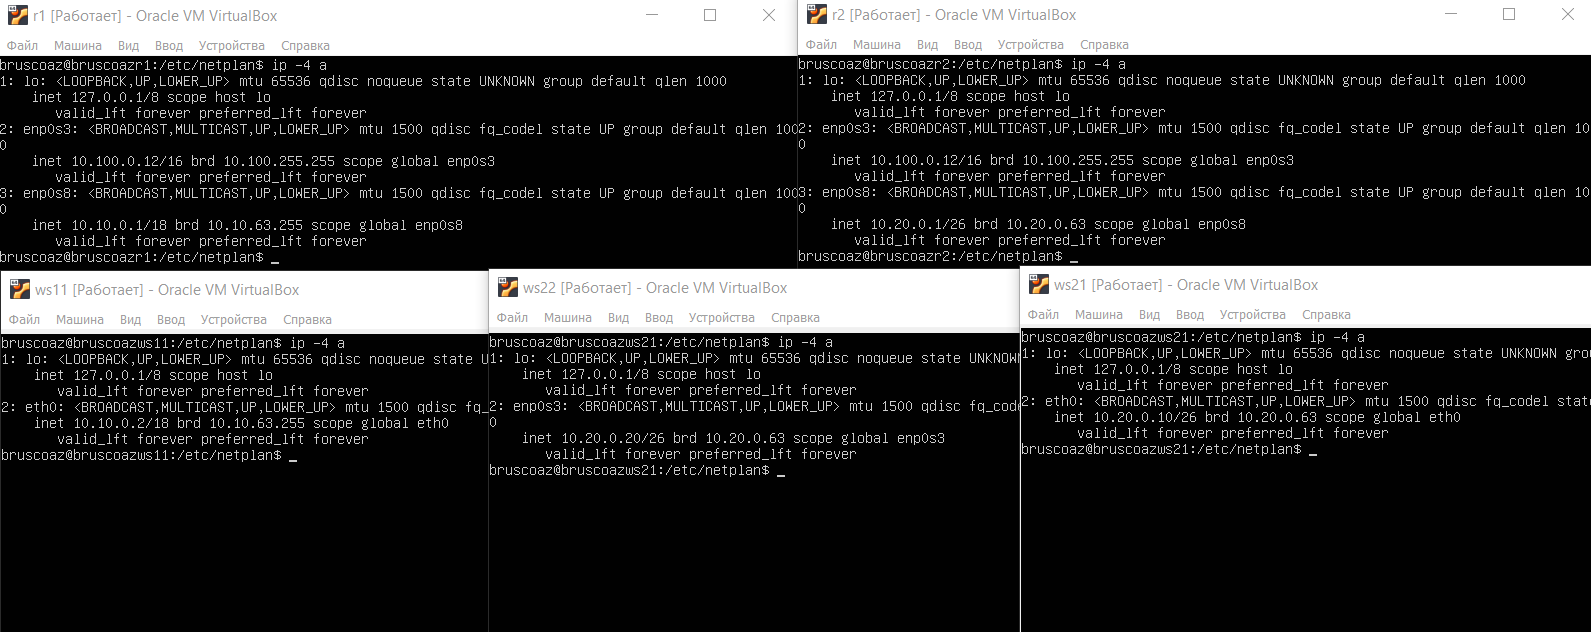 r1 [Работает] - Oracle VM VirtualBox
Файл Машина Вид Ввод Устройства Справка
bruscoaz@bruscoazr1:/etc/netplan$ ip -4 a
1: lo: <LOOPBACK,UP,LOWER_UP> mtu 65536 qdisc noqueue state UNKNOWN group default qlen 1000
    inet 127.0.0.1/8 scope host lo
       valid_lft forever preferred_lft forever
2: enp0s3: <BROADCAST,MULTICAST,UP,LOWER_UP> mtu 1500 qdisc fq_codel state UP group default qlen 100
0
    inet 10.100.0.12/16 brd 10.100.255.255 scope global enp0s3
       valid_lft forever preferred_lft forever
3: enp0s8: <BROADCAST,MULTICAST,UP,LOWER_UP> mtu 1500 qdisc fq_codel state UP group default qlen 100
0
    inet 10.10.0.1/18 brd 10.10.63.255 scope global enp0s8
       valid_lft forever preferred_lft forever
bruscoaz@bruscoazr1:/etc/netplan$ _
r2 [Работает] - Oracle VM VirtualBox
Файл Машина Вид Ввод Устройства Справка
bruscoaz@bruscoazr2:/etc/netplan$ ip -4 a
1: lo: <LOOPBACK,UP,LOWER_UP> mtu 65536 qdisc noqueue state UNKNOWN group default qlen 1000
    inet 127.0.0.1/8 scope host lo
       valid_lft forever preferred_lft forever
2: enp0s3: <BROADCAST,MULTICAST,UP,LOWER_UP> mtu 1500 qdisc fq_codel state UP group default qlen 10
0
    inet 10.100.0.12/16 brd 10.100.255.255 scope global enp0s3
       valid_lft forever preferred_lft forever
3: enp0s8: <BROADCAST,MULTICAST,UP,LOWER_UP> mtu 1500 qdisc fq_codel state UP group default qlen 10
0
    inet 10.20.0.1/26 brd 10.20.0.63 scope global enp0s8
       valid_lft forever preferred_lft forever
bruscoaz@bruscoazr2:/etc/netplan$ _
ws11 [Работает] - Oracle VM VirtualBox
Файл Машина Вид Ввод Устройства Справка
bruscoaz@bruscoazws11:/etc/netplan$ ip -4 a
1: lo: <LOOPBACK,UP,LOWER_UP> mtu 65536 qdisc noqueue state U
    inet 127.0.0.1/8 scope host lo
       valid_lft forever preferred_lft forever
2: eth0: <BROADCAST,MULTICAST,UP,LOWER_UP> mtu 1500 qdisc fq_
    inet 10.10.0.2/18 brd 10.10.63.255 scope global eth0
       valid_lft forever preferred_lft forever
bruscoaz@bruscoazws11:/etc/netplan$ _
ws22 [Работает] - Oracle VM VirtualBox
Файл Машина Вид Ввод Устройства Справка
bruscoaz@bruscoazws21:/etc/netplan$ ip -4 a
1: lo: <LOOPBACK,UP,LOWER_UP> mtu 65536 qdisc noqueue state UNKNOWN
    inet 127.0.0.1/8 scope host lo
       valid_lft forever preferred_lft forever
2: enp0s3: <BROADCAST,MULTICAST,UP,LOWER_UP> mtu 1500 qdisc fq_cod
0
    inet 10.20.0.20/26 brd 10.20.0.63 scope global enp0s3
       valid_lft forever preferred_lft forever
bruscoaz@bruscoazws21:/etc/netplan$ _
ws21 [Работает] - Oracle VM VirtualBox
Файл Машина Вид Ввод Устройства Справка
bruscoaz@bruscoazws21:/etc/netplan$ ip -4 a
1: lo: <LOOPBACK,UP,LOWER_UP> mtu 65536 qdisc noqueue state UNKNOWN gro
    inet 127.0.0.1/8 scope host lo
       valid_lft forever preferred_lft forever
2: eth0: <BROADCAST,MULTICAST,UP,LOWER_UP> mtu 1500 qdisc fq_codel stat
    inet 10.20.0.10/26 brd 10.20.0.63 scope global eth0
       valid_lft forever preferred_lft forever
bruscoaz@bruscoazws21:/etc/netplan$ _